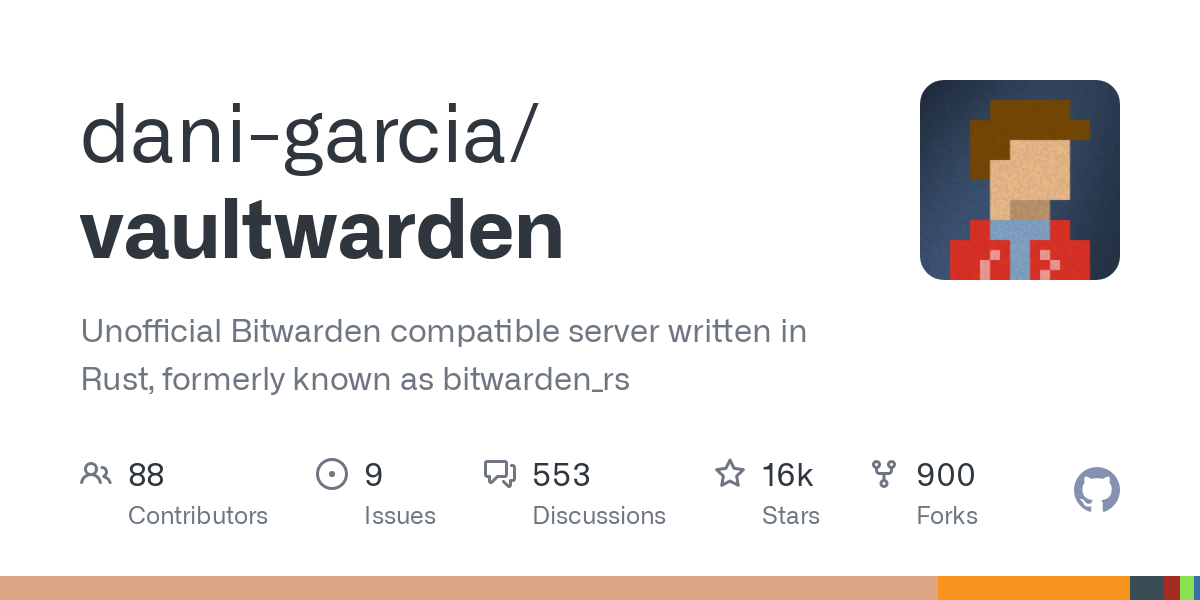 dani-garcia/
vaultwarden
Unofficial Bitwarden compatible server written in
Rust, formerly known as bitwarden_rs
88 9 553 16k 900
Contributors Issues Discussions Stars Forks